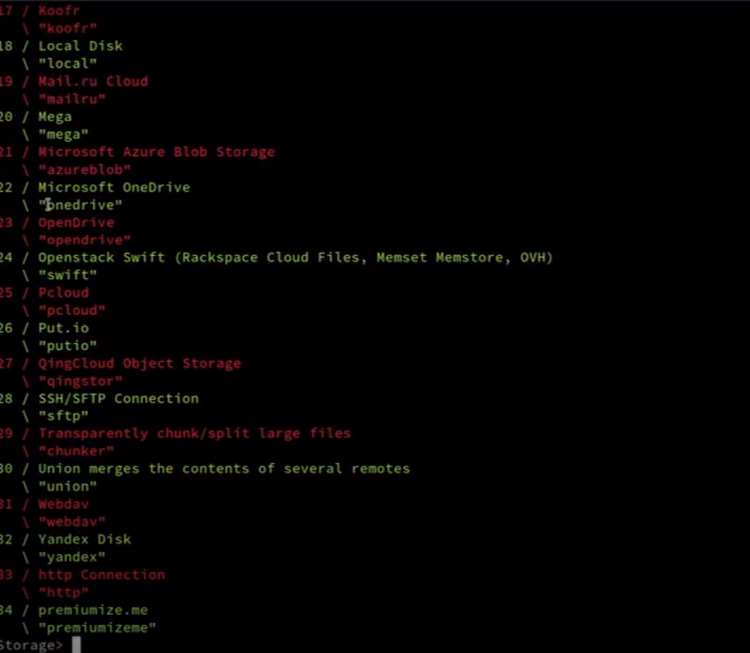 17 / Koofr
\ "koofr"
18 / Local Disk
\ "local"
19 / Mail.ru Cloud
\ "mailru"
20 / Mega
\ "mega"
21 / Microsoft Azure Blob Storage
\ "azureblob"
22 / Microsoft OneDrive
\ "onedrive"
23 / OpenDrive
\ "opendrive"
24 / Openstack Swift (Rackspace Cloud Files, Memset Memstore, OVH)
\ "swift"
25 / Pcloud
\ "pcloud"
26 / Put.io
\ "putio"
27 / QingCloud Object Storage
\ "qingstor"
28 / SSH/SFTP Connection
\ "sftp"
29 / Transparently chunk/split large files
\ "chunker"
30 / Union merges the contents of several remotes
\ "union"
31 / Webdav
\ "webdav"
32 / Yandex Disk
\ "yandex"
33 / http Connection
\ "http"
34 / premiumize.me
\ "premiumizeme"
Storage>